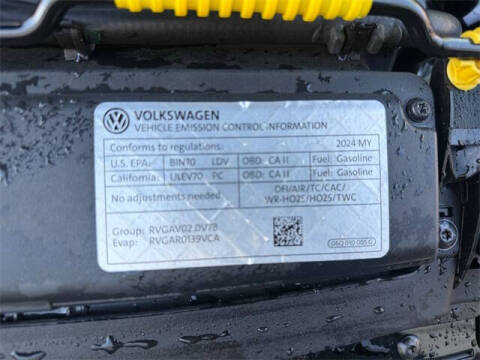 VOLKSWAGEN
VEHICLE EMISSION CONTROL INFORMATION
Conforms to regulations: 2024 MY
U.S. EPA: BIN70 LDV OBD: CA II Fuel: Gasoline
California: ULEV70 PC OBD: CA II Fuel: Gasoline
No adjustments needed
DFI/AIR/TC/CAC/
WR-HO2S/HO2S/TWC
Group: RVGAV02.0V7B
Evap: RVGAR0139VCA